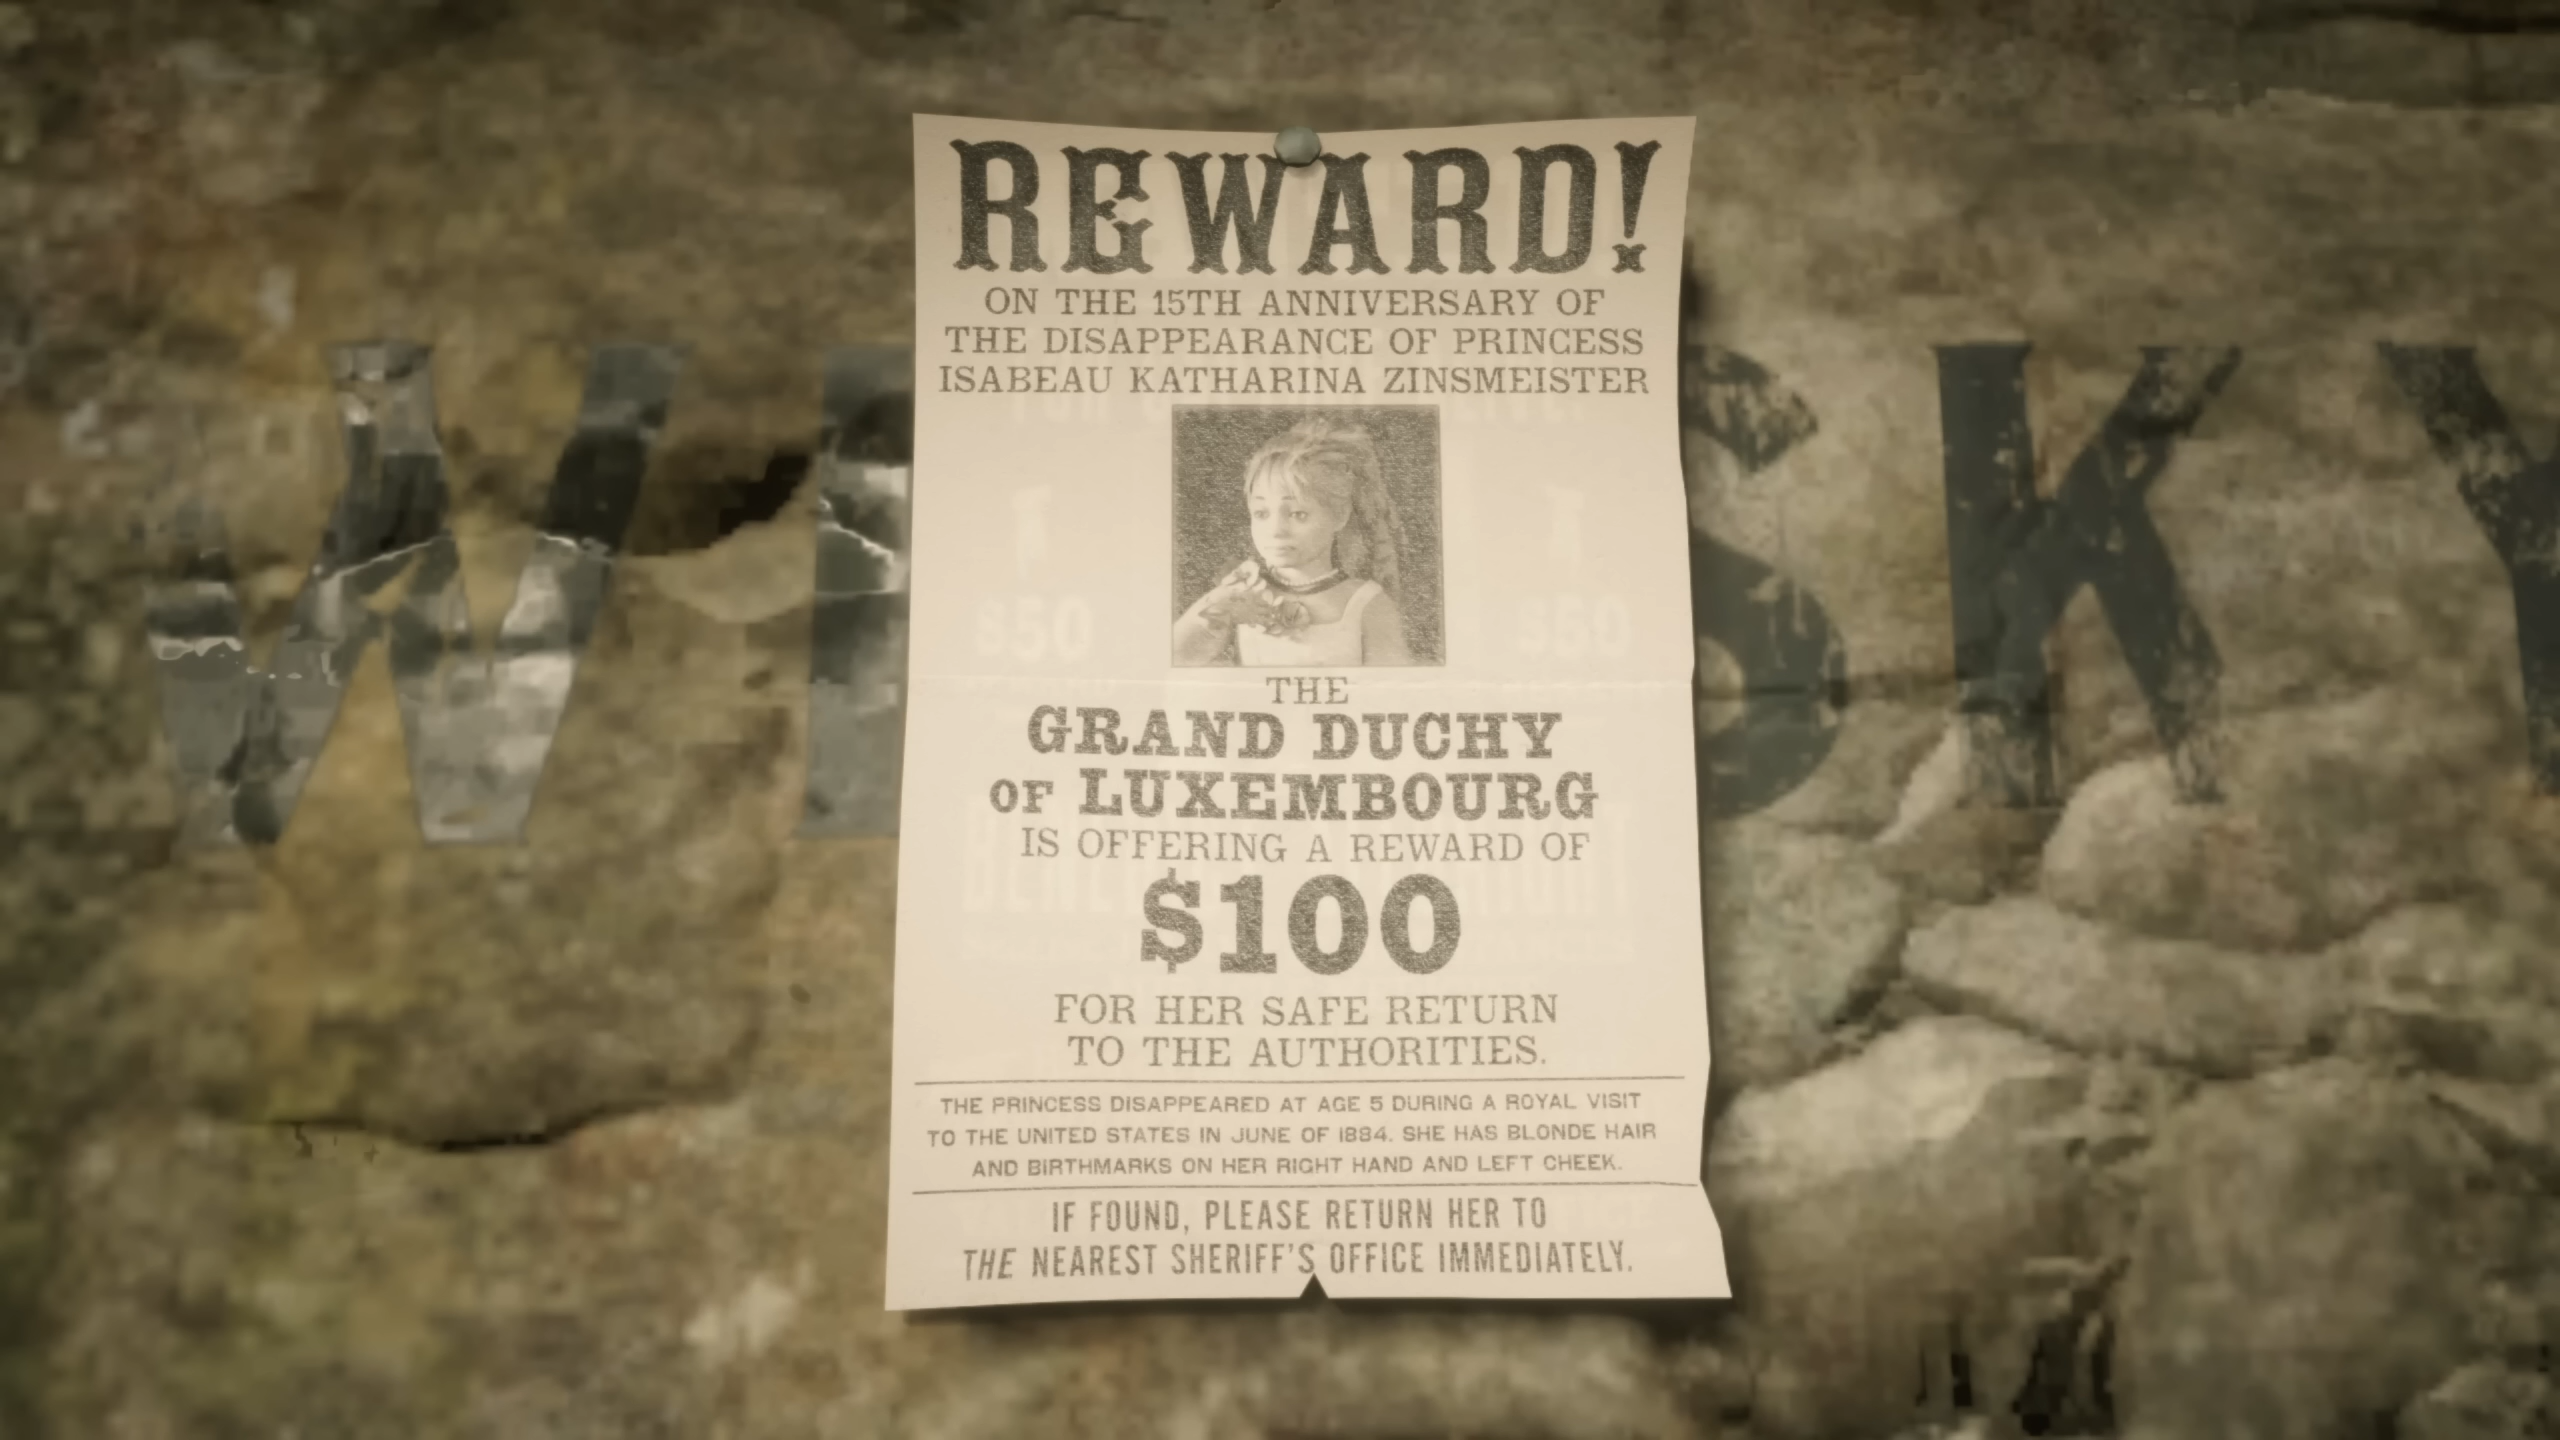 REWARD!
ON THE 15TH ANNIVERSARY OF
THE DISAPPEARANCE OF PRINCESS
ISABEAU KATHARINA ZINSMEISTER
$50 $50
THE
GRAND DUCHY
OF LUXEMBOURG
IS OFFERING A REWARD OF
$100
FOR HER SAFE RETURN
TO THE AUTHORITIES.
THE PRINCESS DISAPPEARED AT AGE 5 DURING A ROYAL VISIT
TO THE UNITED STATES IN JUNE OF 1884. SHE HAS BLONDE HAIR
AND BIRTHMARKS ON HER RIGHT HAND AND LEFT CHEEK.
IF FOUND, PLEASE RETURN HER TO
THE NEAREST SHERIFF'S OFFICE IMMEDIATELY.